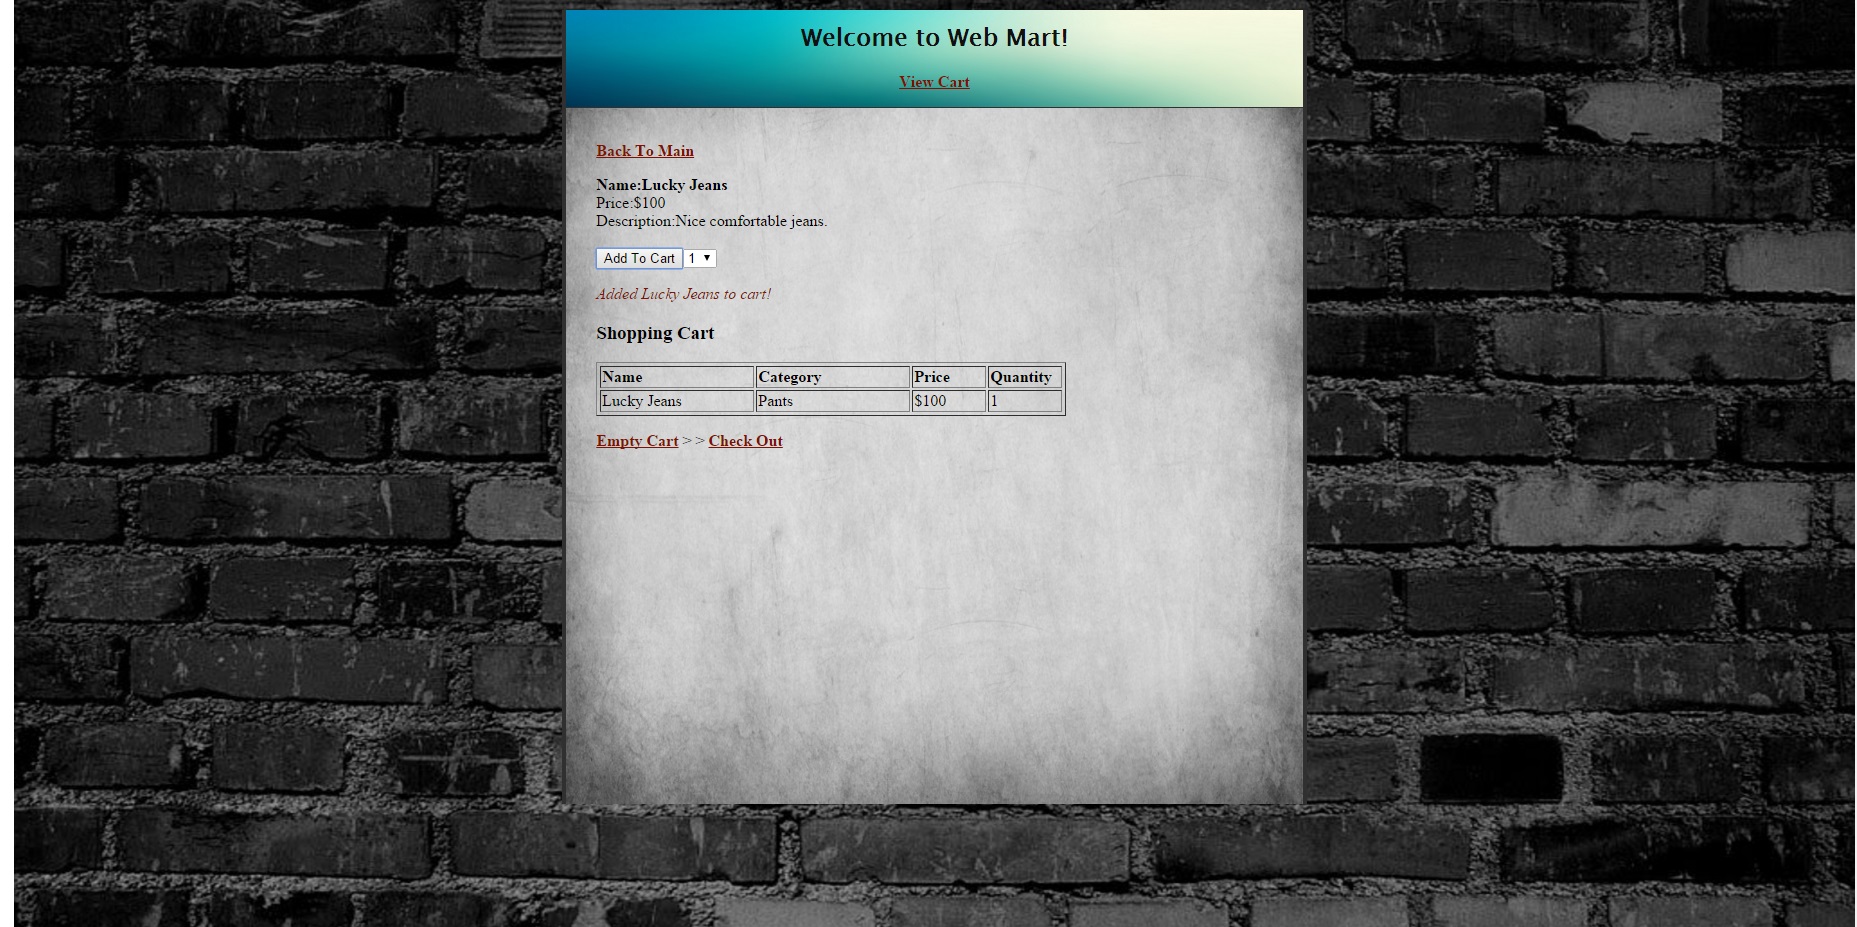 Welcome to Web Mart!
View Cart
Back To Main
Name:Lucky Jeans
Price:$100
Description:Nice comfortable jeans.
Add To Cart 1
Added Lucky Jeans to cart!
Shopping Cart
Name Category Price Quantity
Lucky Jeans Pants $100 1
Empty Cart > > Check Out